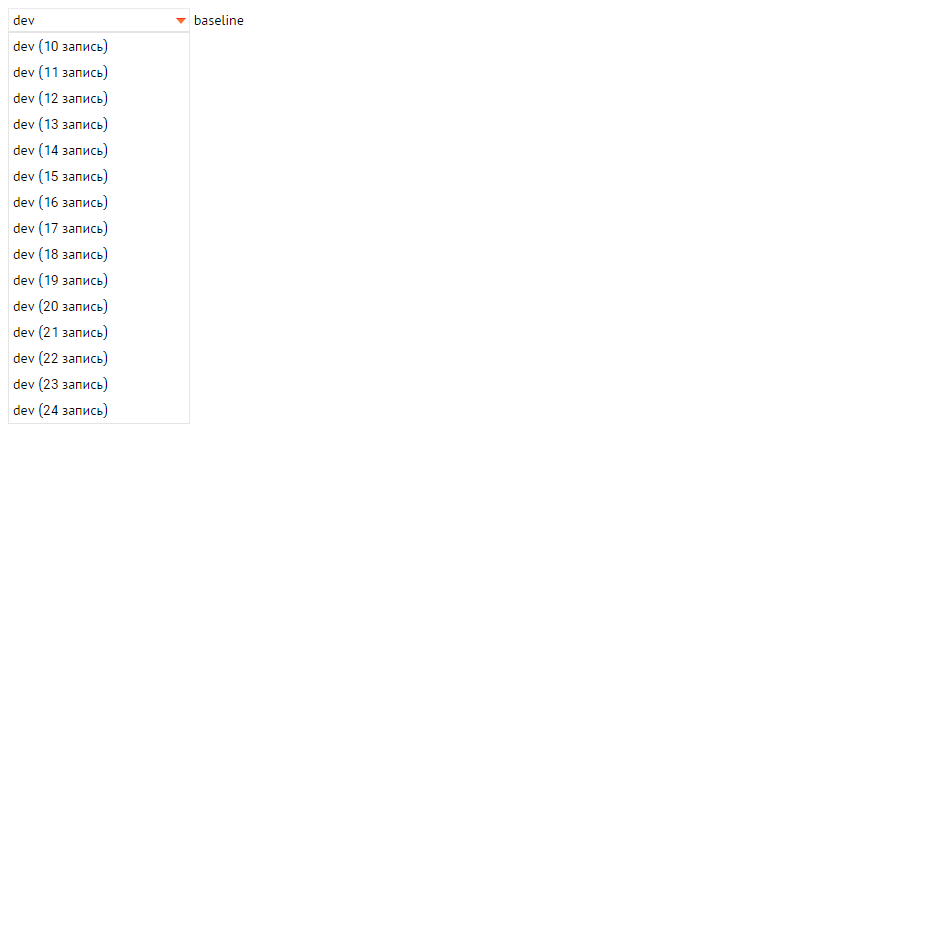 dev baseline
dev (10 запись)
dev (11 запись)
dev (12 запись)
dev (13 запись)
dev (14 запись)
dev (15 запись)
dev (16 запись)
dev (17 запись)
dev (18 запись)
dev (19 запись)
dev (20 запись)
dev (21 запись)
dev (22 запись)
dev (23 запись)
dev (24 запись)